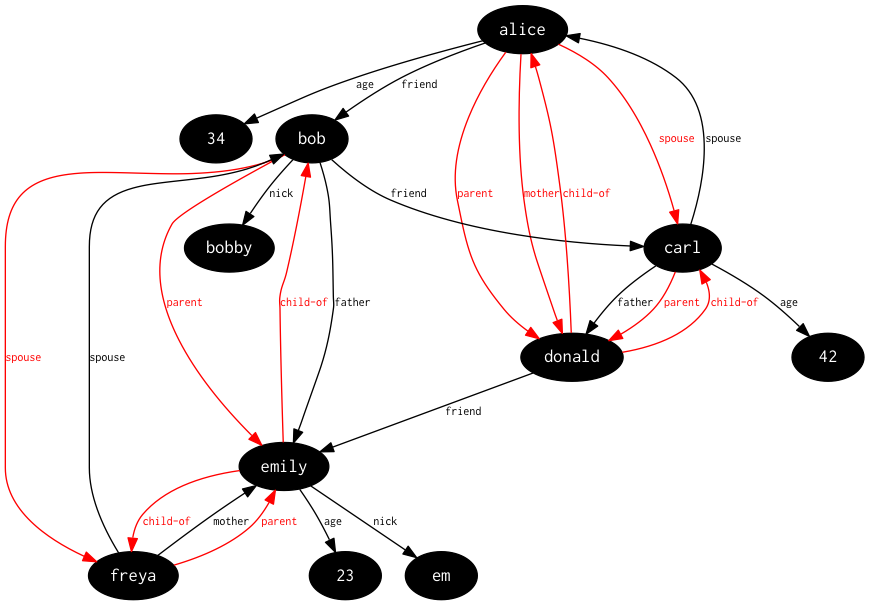 alice
age
friend
34
bob
spouse
spouse
nick
friend
parent
mother
child-of
bobby
carl
parent
child-of
father
father
parent
child-of
age
spouse
spouse
donald
42
friend
emily
child-of
mother
parent
age
nick
freya
23
em